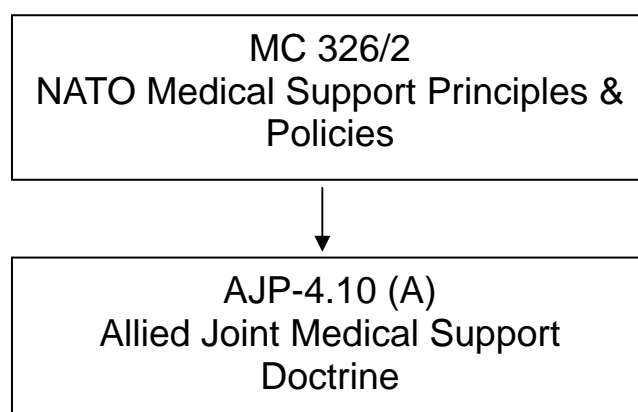 MC 326/2
NATO Medical Support Principles &
Policies
AJP-4.10 (A)
Allied Joint Medical Support
Doctrine